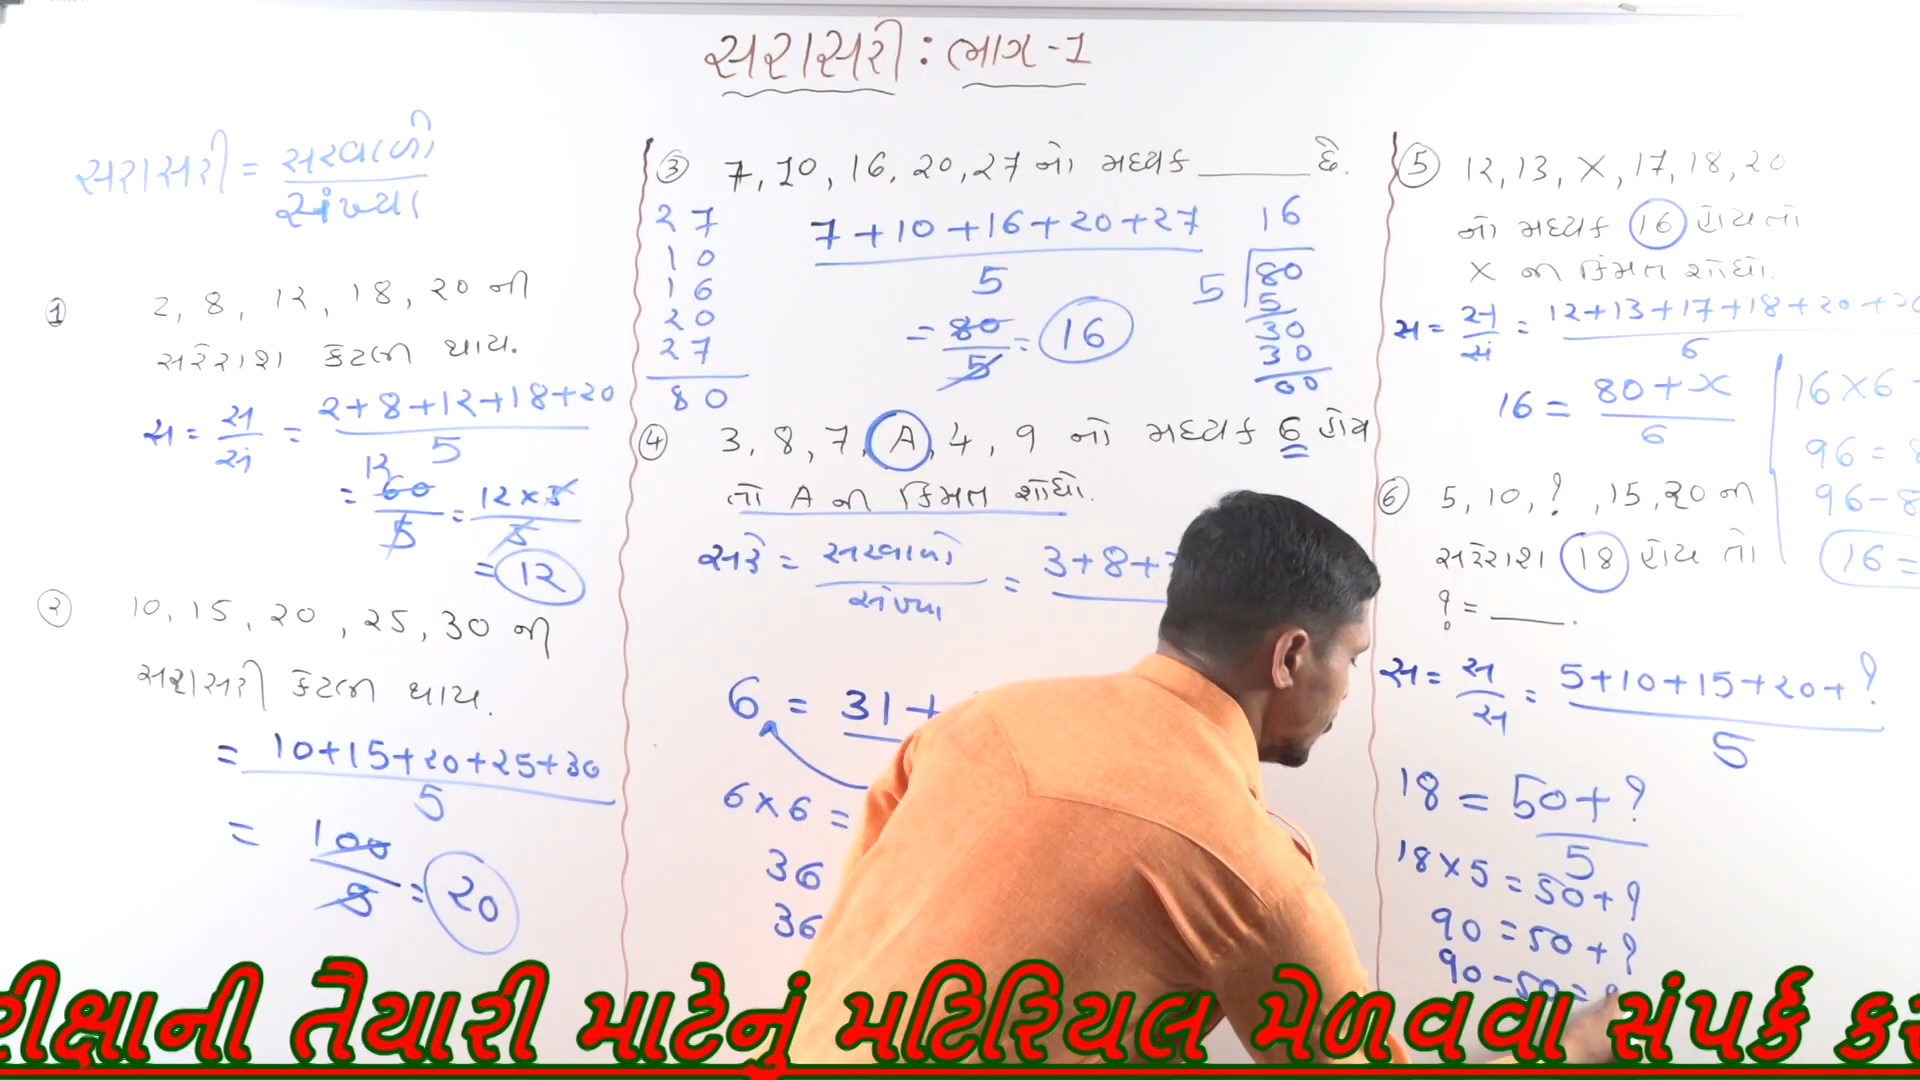 સરાસરી : ભાગ-1
સરાસરી = સરવાળો / સંખ્યા
① 2, 8, 12, 18, 20 ની
સરેરાશ કેટલી થાય.
સ = સ / સં = 2+8+12+18+20 / 5
12
= 60 / 5 = 12×5 / 5
= 12
② 10, 15, 20, 25, 30 ની
સરાસરી કેટલી થાય.
= 10+15+20+25+30 / 5
= 100 / 5 = 20
③ 7, 10, 16, 20, 27 નો મધ્યક ____ છે.
27
10
16
20
27
80
7+10+16+20+27 / 5
= 80 / 5 = 16
16
5 80
5
30
30
00
④ 3, 8, 7, A, 4, 9 નો મધ્યક 6 હોય
તો A ની કિંમત શોધો.
સરે = સરવાળો / સંખ્યા = 3+8+
6 = 31+
6×6 =
36
36
⑤ 12, 13, X, 17, 18, 20
નો મધ્યક 16 હોય તો
X ની કિંમત શોધો.
સ = સ / સં = 12+13+17+18+20+ / 6
16 = 80+x / 6
16×6
96 =
96-8
16 =
⑥ 5, 10, ?, 15, 20 ની
સરેરાશ 18 હોય તો
? = ____.
સ = સ / સ = 5+10+15+20+? / 5
18 = 50+? / 5
18×5 = 50+?
90 = 50+?
90-50= ?
રીક્ષાની તૈયારી માટેનું મટિરિયલ મેળવવા સંપર્ક